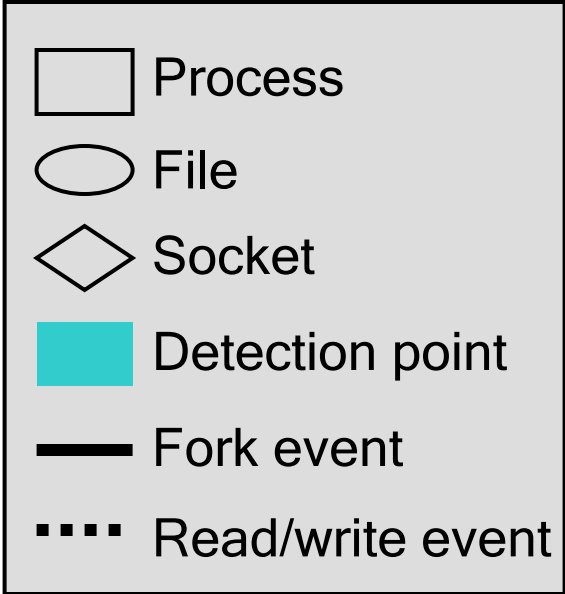 Process
File
Socket
Detection point
Fork event
Read/write event